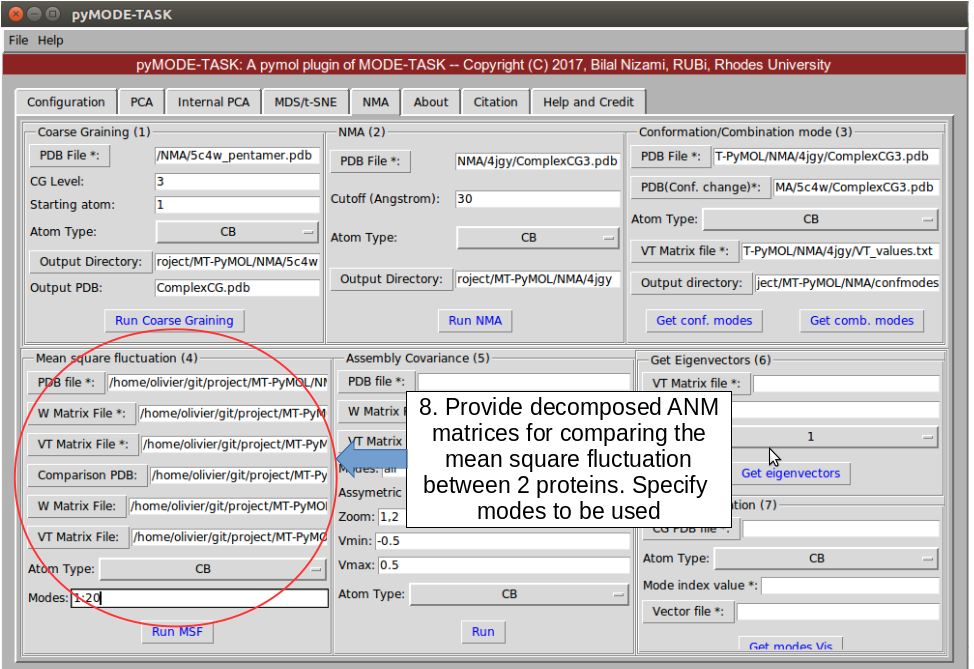 pyMODE-TASK
File Help
pyMODE-TASK: A pymol plugin of MODE-TASK -- Copyright (C) 2017, Bilal Nizami, RUBi, Rhodes University
Configuration PCA Internal PCA MDS/t-SNE NMA About Citation Help and Credit
Coarse Graining (1)
PDB File *: /NMA/5c4w_pentamer.pdb
CG Level: 3
Starting atom: 1
Atom Type: CB
Output Directory: roject/MT-PyMOL/NMA/5c4w
Output PDB: ComplexCG.pdb
Run Coarse Graining
NMA (2)
PDB File *: NMA/4jgy/ComplexCG3.pdb
Cutoff (Angstrom): 30
Atom Type: CB
Output Directory: roject/MT-PyMOL/NMA/4jgy
Run NMA
Conformation/Combination mode (3)
PDB File *: T-PyMOL/NMA/4jgy/ComplexCG3.pdb
PDB(Conf. change)*: MA/5c4w/ComplexCG3.pdb
Atom Type: CB
VT Matrix file *: T-PyMOL/NMA/4jgy/VT_values.txt
Output directory: ject/MT-PyMOL/NMA/confmodes
Get conf. modes Get comb. modes
Mean square fluctuation (4)
PDB file *: /home/olivier/git/project/MT-PyMOL/NM
W Matrix File *: /home/olivier/git/project/MT-PyM
VT Matrix File *: /home/olivier/git/project/MT-PyM
Comparison PDB: /home/olivier/git/project/MT-Py
W Matrix File: /home/olivier/git/project/MT-PyMO
VT Matrix File: /home/olivier/git/project/MT-PyMO
Atom Type: CB
Modes: 1:20
Run MSF
Assembly Covariance (5)
PDB file *:
W Matrix F
VT Matrix
Modes: all
Assymetric
Zoom: 1,2
Vmin: -0.5
Vmax: 0.5
Atom Type: CB
Run
8. Provide decomposed ANM
matrices for comparing the
mean square fluctuation
between 2 proteins. Specify
modes to be used
Get Eigenvectors (6)
VT Matrix file *:
1
Get eigenvectors
tion (7)
CG PDB file *:
Atom Type: CB
Mode index value *:
Vector file *:
Get modes Vis